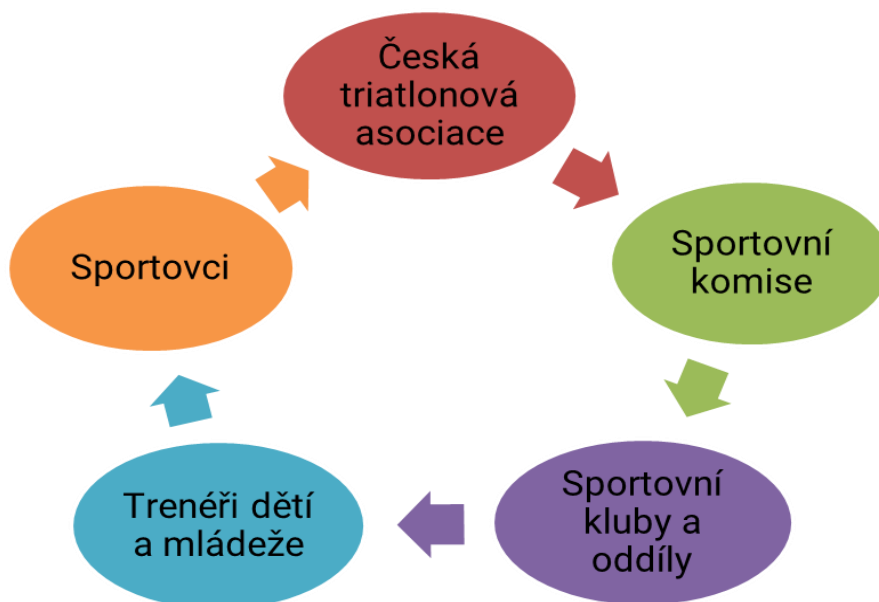 Česká
triatlonová
asociace
Sportovní
komise
Sportovní
kluby a
oddíly
Trenéři dětí
a mládeže
Sportovci